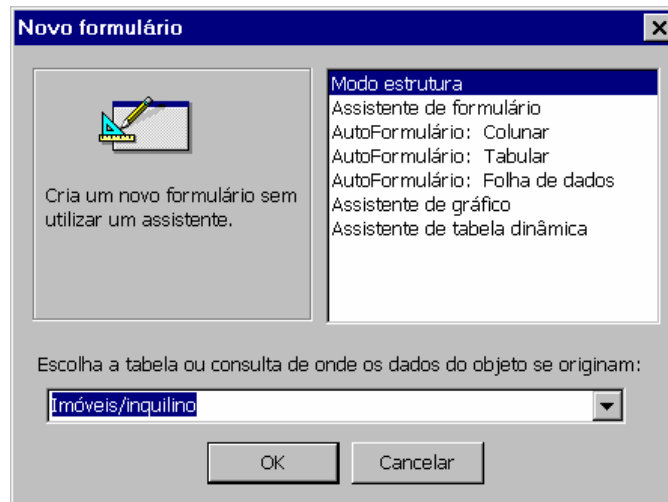 Novo formulário
Modo estrutura
Assistente de formulário
AutoFormulário: Colunar
AutoFormulário: Tabular
AutoFormulário: Folha de dados
Assistente de gráfico
Assistente de tabela dinâmica
Cria um novo formulário sem
utilizar um assistente.
Escolha a tabela ou consulta de onde os dados do objeto se originam:
Imóveis/inquilino
OK
Cancelar